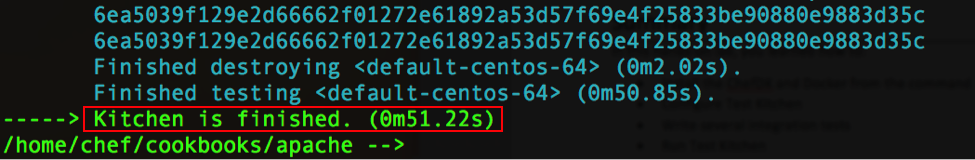 6ea5039f129e2d66662f01272e61892a53d57f69e4f25833be90880e9883d35c
6ea5039f129e2d66662f01272e61892a53d57f69e4f25833be90880e9883d35c
Finished destroying <default-centos-64> (0m2.02s).
Finished testing <default-centos-64> (0m50.85s).
-----> Kitchen is finished. (0m51.22s)
/home/chef/cookbooks/apache -->